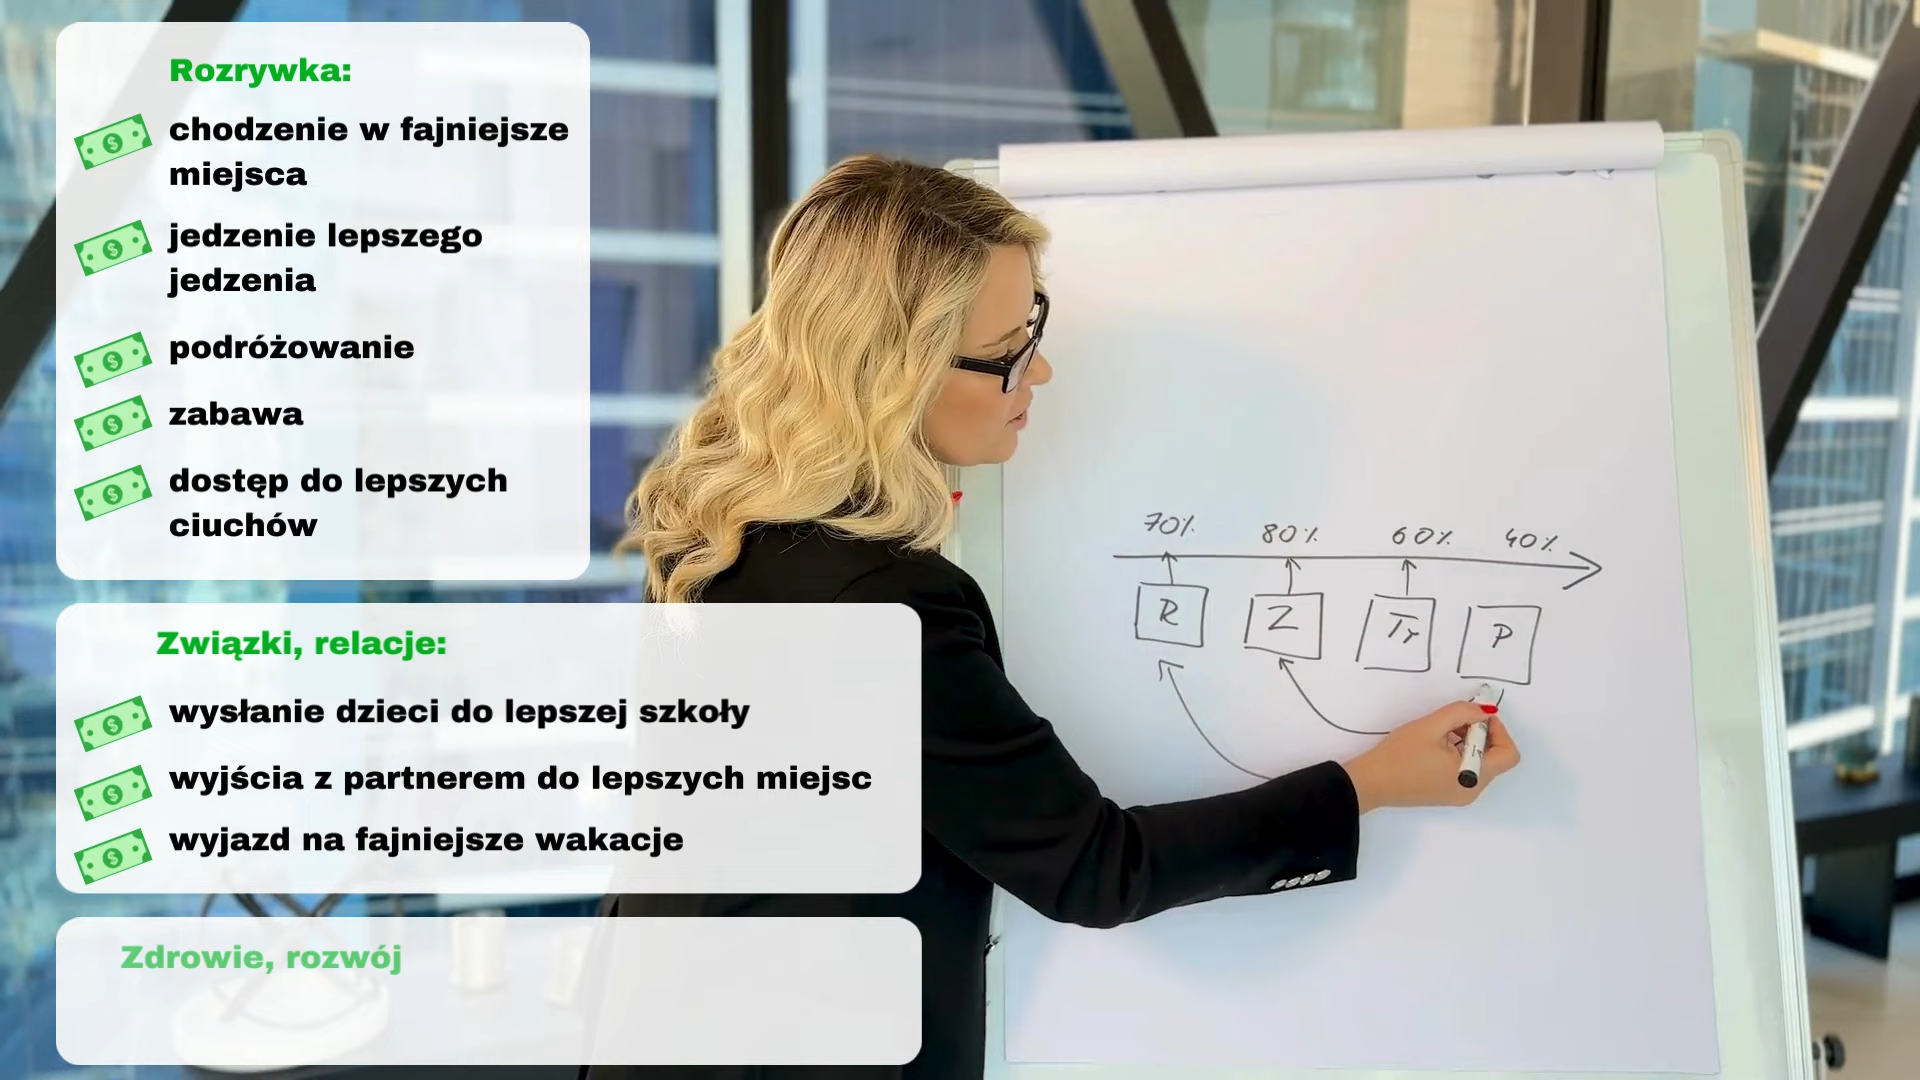 Rozrywka:
chodzenie w fajniejsze
miejsca
jedzenie lepszego
jedzenia
podróżowanie
zabawa
dostęp do lepszych
ciuchów
Związki, relacje:
wysłanie dzieci do lepszej szkoły
wyjścia z partnerem do lepszych miejsc
wyjazd na fajniejsze wakacje
Zdrowie, rozwój
70% 80% 60% 40%
R Z Tr P